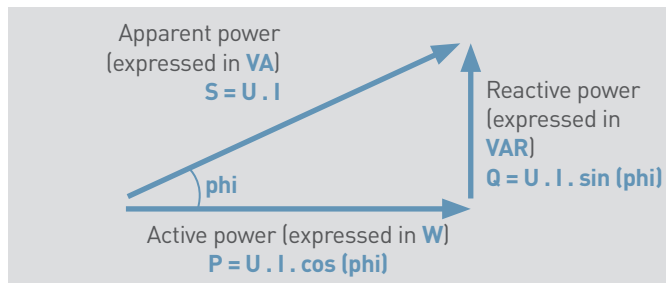 Apparent power
(expressed in VA)
S = U . I
Reactive power
(expressed in
VAR)
Q = U . I . sin (phi)
phi
Active power (expressed in W)
P = U . I . cos (phi)